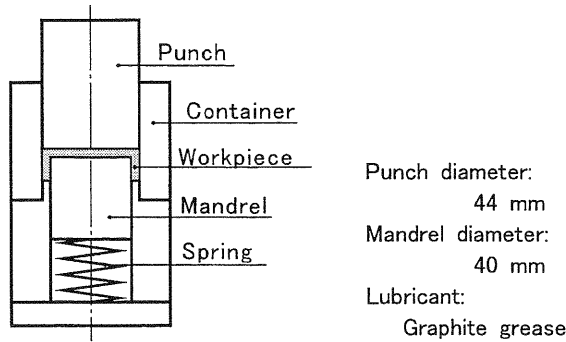 Punch
Container
Workpiece
Mandrel
Spring
Punch diameter:
44 mm
Mandrel diameter:
40 mm
Lubricant:
Graphite grease